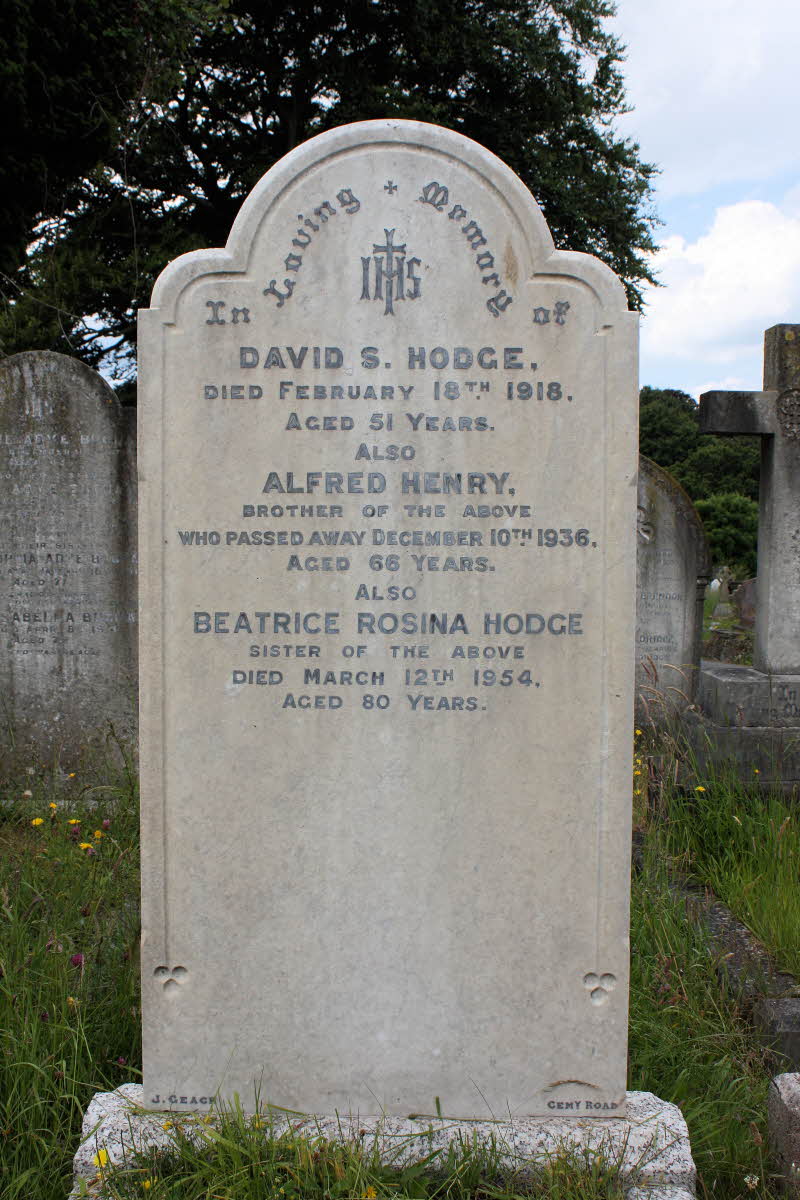 In Loving + Memory of
IHS
DAVID S. HODGE,
DIED FEBRUARY 18TH 1918,
AGED 51 YEARS.
ALSO
ALFRED HENRY,
BROTHER OF THE ABOVE
WHO PASSED AWAY DECEMBER 10TH 1936,
AGED 66 YEARS.
ALSO
BEATRICE ROSINA HODGE
SISTER OF THE ABOVE
DIED MARCH 12TH 1954,
AGED 80 YEARS.
J. GEACH
CEMY ROAD
In